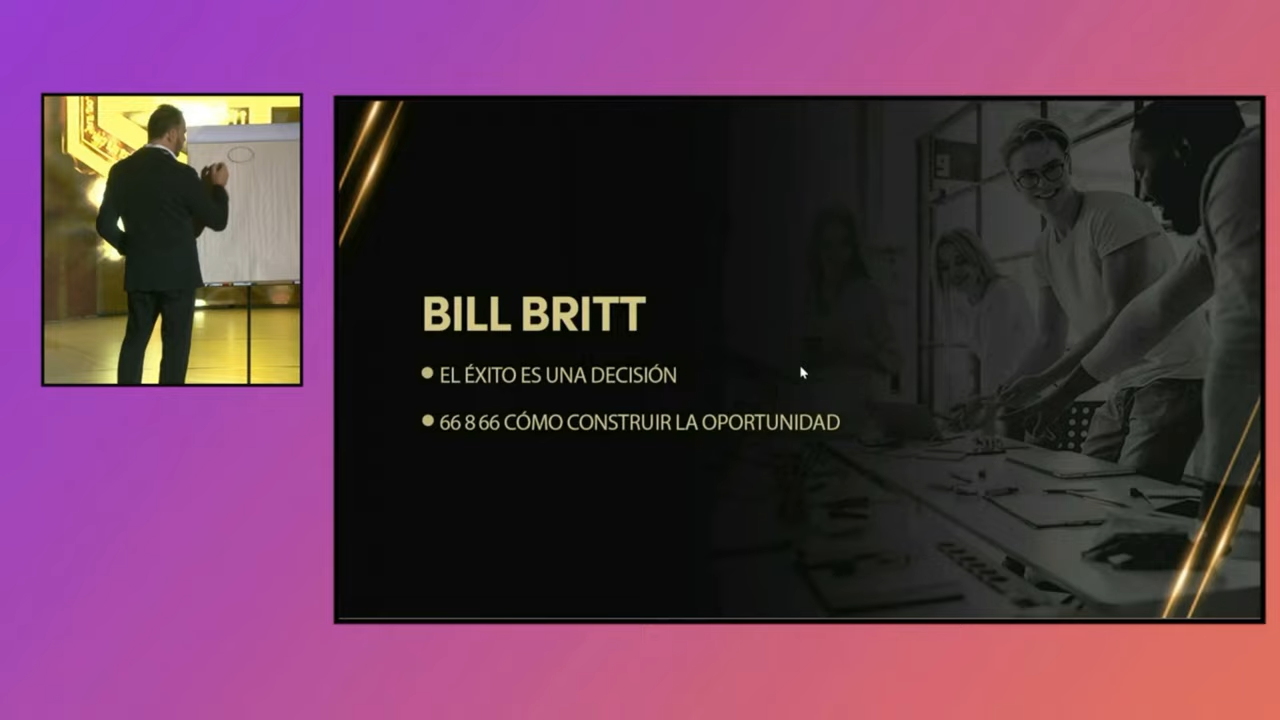 BILL BRITT
EL ÉXITO ES UNA DECISIÓN
66 8 66 CÓMO CONSTRUIR LA OPORTUNIDAD